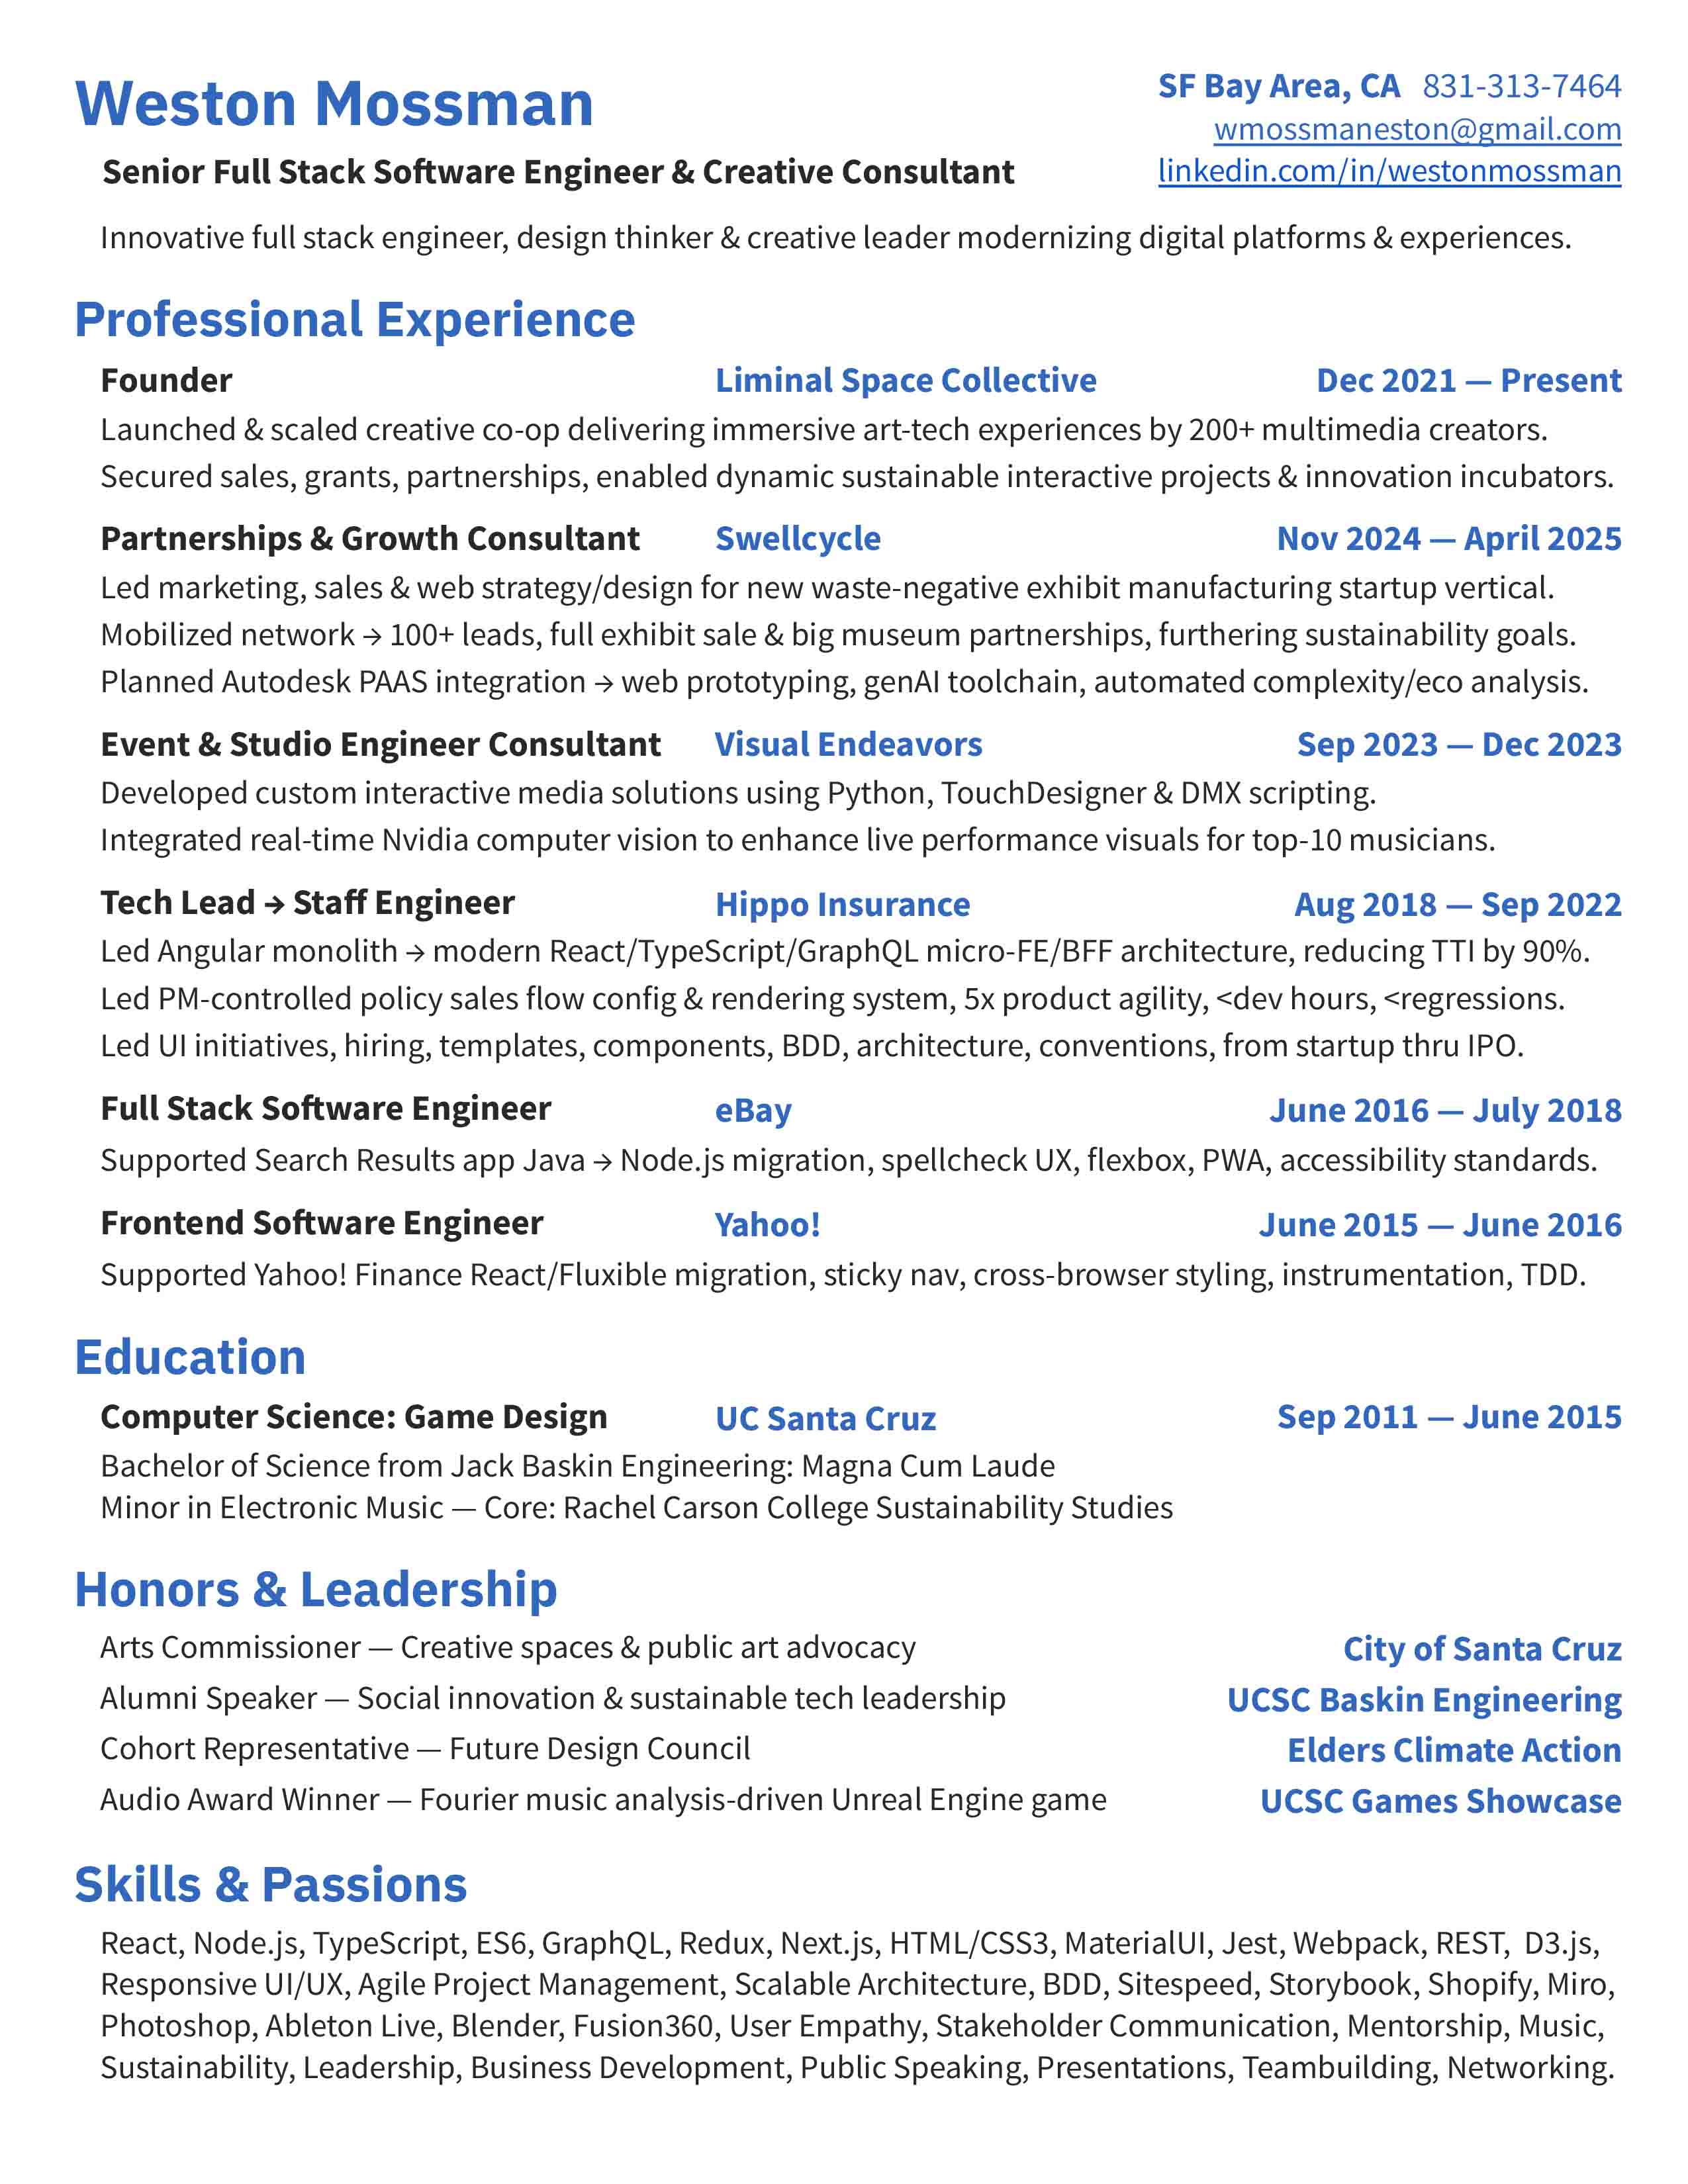 Weston Mossman
SF Bay Area, CA 831-313-7464
wmossmaneston@gmail.com
Senior Full Stack Software Engineer & Creative Consultant
linkedin.com/in/westonmossman
Innovative full stack engineer, design thinker & creative leader modernizing digital platforms & experiences.
Professional Experience
Founder Liminal Space Collective Dec 2021 — Present
Launched & scaled creative co-op delivering immersive art-tech experiences by 200+ multimedia creators.
Secured sales, grants, partnerships, enabled dynamic sustainable interactive projects & innovation incubators.
Partnerships & Growth Consultant Swellcycle Nov 2024 — April 2025
Led marketing, sales & web strategy/design for new waste-negative exhibit manufacturing startup vertical.
Mobilized network → 100+ leads, full exhibit sale & big museum partnerships, furthering sustainability goals.
Planned Autodesk PAAS integration → web prototyping, genAI toolchain, automated complexity/eco analysis.
Event & Studio Engineer Consultant Visual Endeavors Sep 2023 — Dec 2023
Developed custom interactive media solutions using Python, TouchDesigner & DMX scripting.
Integrated real-time Nvidia computer vision to enhance live performance visuals for top-10 musicians.
Tech Lead → Staff Engineer Hippo Insurance Aug 2018 — Sep 2022
Led Angular monolith → modern React/TypeScript/GraphQL micro-FE/BFF architecture, reducing TTI by 90%.
Led PM-controlled policy sales flow config & rendering system, 5x product agility, <dev hours, <regressions.
Led UI initiatives, hiring, templates, components, BDD, architecture, conventions, from startup thru IPO.
Full Stack Software Engineer eBay June 2016 — July 2018
Supported Search Results app Java → Node.js migration, spellcheck UX, flexbox, PWA, accessibility standards.
Frontend Software Engineer Yahoo! June 2015 — June 2016
Supported Yahoo! Finance React/Fluxible migration, sticky nav, cross-browser styling, instrumentation, TDD.
Education
Computer Science: Game Design UC Santa Cruz Sep 2011 — June 2015
Bachelor of Science from Jack Baskin Engineering: Magna Cum Laude
Minor in Electronic Music — Core: Rachel Carson College Sustainability Studies
Honors & Leadership
Arts Commissioner — Creative spaces & public art advocacy City of Santa Cruz
Alumni Speaker — Social innovation & sustainable tech leadership UCSC Baskin Engineering
Cohort Representative — Future Design Council Elders Climate Action
Audio Award Winner — Fourier music analysis-driven Unreal Engine game UCSC Games Showcase
Skills & Passions
React, Node.js, TypeScript, ES6, GraphQL, Redux, Next.js, HTML/CSS3, MaterialUI, Jest, Webpack, REST, D3.js,
Responsive UI/UX, Agile Project Management, Scalable Architecture, BDD, Sitespeed, Storybook, Shopify, Miro,
Photoshop, Ableton Live, Blender, Fusion360, User Empathy, Stakeholder Communication, Mentorship, Music,
Sustainability, Leadership, Business Development, Public Speaking, Presentations, Teambuilding, Networking.